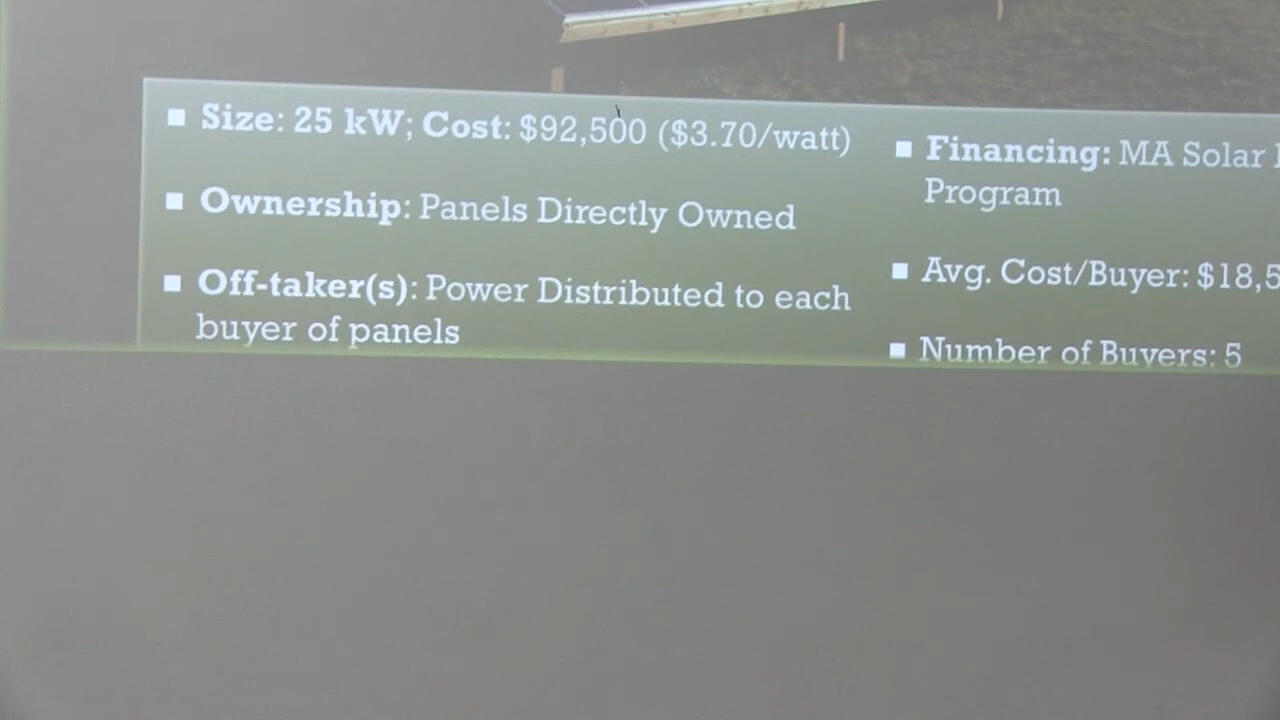 Size: 25 kW; Cost: $92,500 ($3.70/watt)
Ownership: Panels Directly Owned
Off-taker(s): Power Distributed to each
buyer of panels
Financing: MA Solar
Program
Avg. Cost/Buyer: $18,5
Number of Buyers: 5